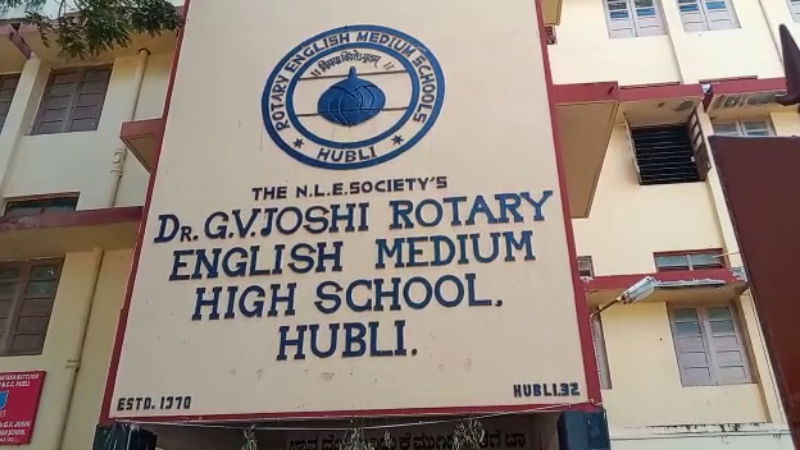 ROTARY ENGLISH MEDIUM SCHOOLS
HUBLI
THE N.L.E.SOCIETY'S
DR. G.V.JOSHI ROTARY
ENGLISH MEDIUM
HIGH SCHOOL,
HUBLI.
ESTD. 1970
HUBLI.32